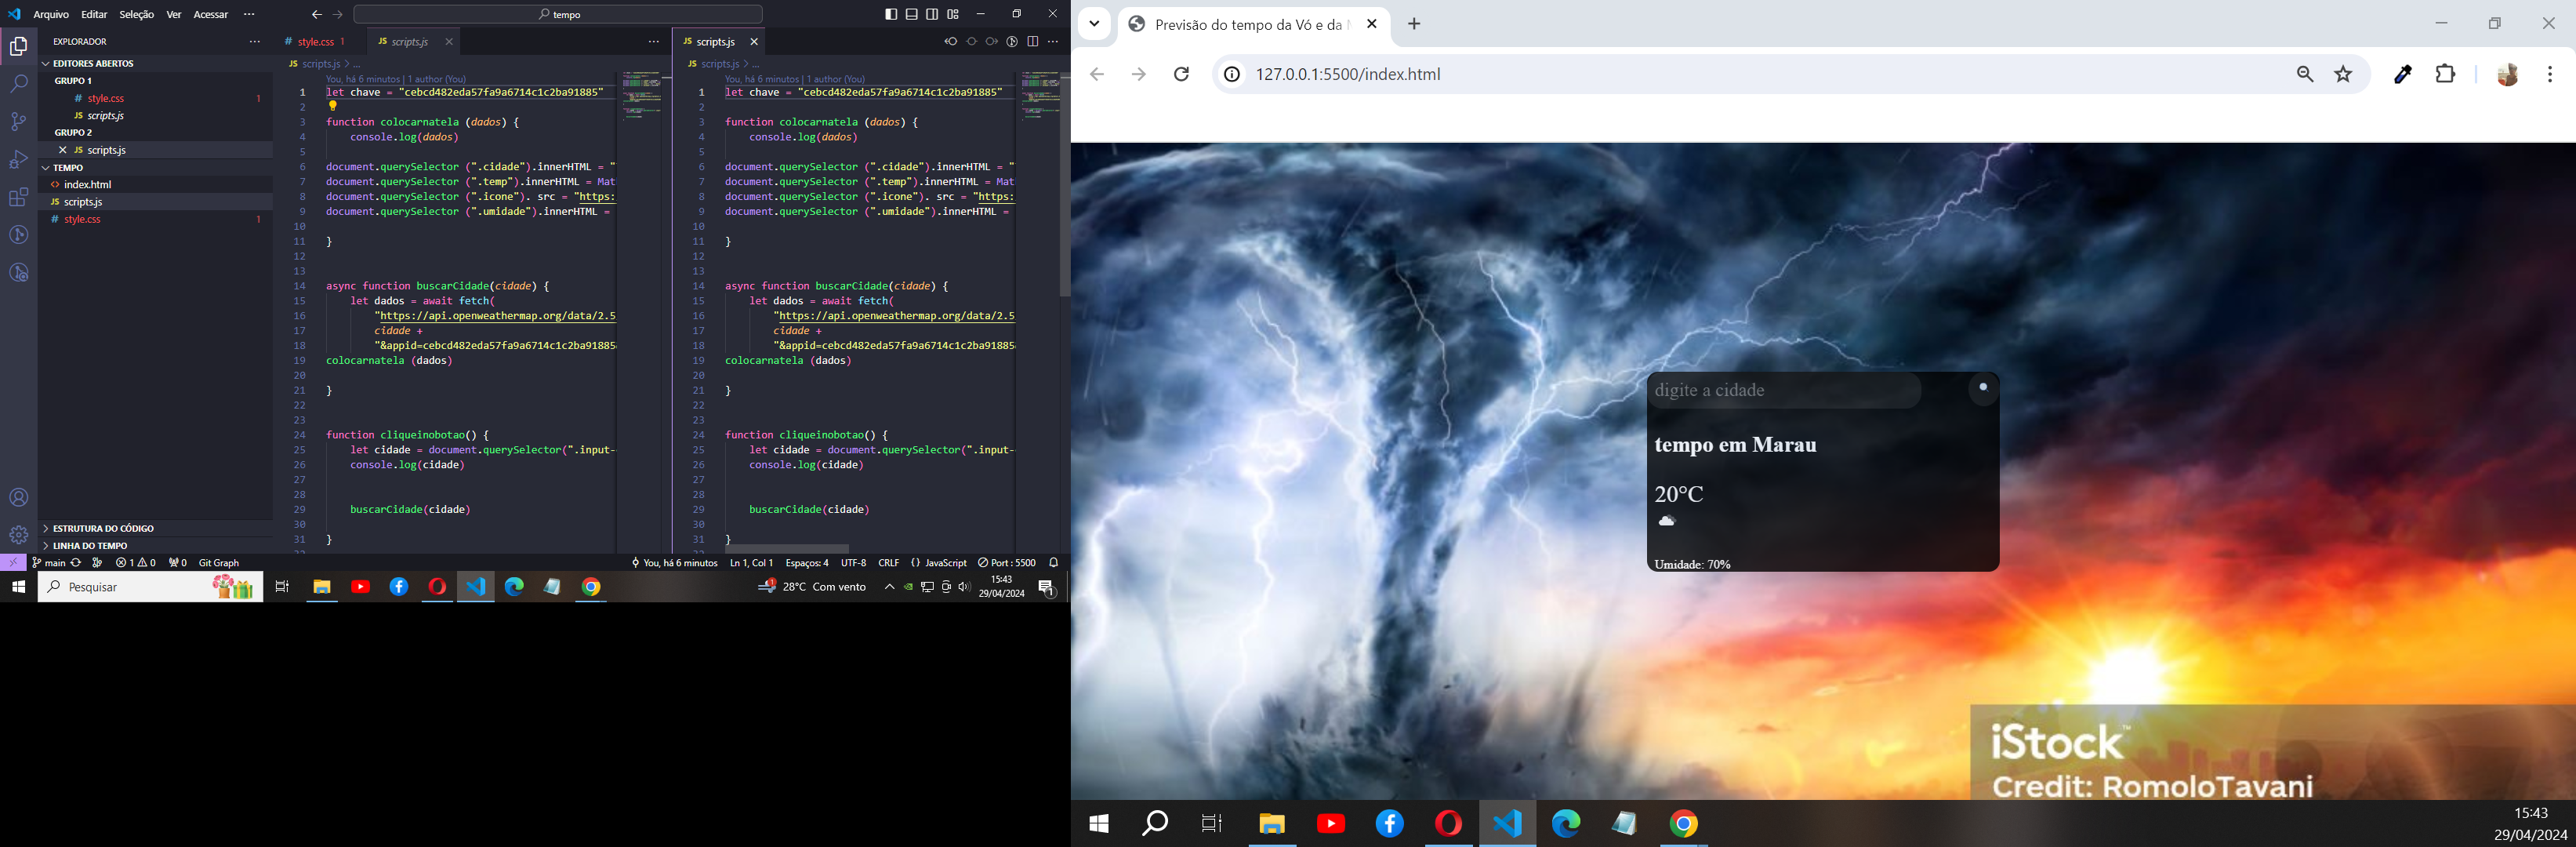 Arquivo Editar Seleção Ver Acessar ···
tempo
EXPLORADOR
EDITORES ABERTOS
GRUPO 1
# style.css 1
JS scripts.js
GRUPO 2
JS scripts.js
TEMPO
<> index.html
JS scripts.js
# style.css 1
ESTRUTURA DO CÓDIGO
LINHA DO TEMPO
# style.css 1
JS scripts.js
JS scripts.js > ...
You, há 6 minutos | 1 author (You)
1 let chave = "cebcd482eda57fa9a6714c1c2ba91885"
2
3 function colocarnatela (dados) {
4 console.log(dados)
5
6 document.querySelector (".cidade").innerHTML = "
7 document.querySelector (".temp").innerHTML = Mat
8 document.querySelector (".icone"). src = "https:
9 document.querySelector (".umidade").innerHTML =
10
11 }
12
13
14 async function buscarCidade(cidade) {
15 let dados = await fetch(
16 "https://api.openweathermap.org/data/2.5
17 cidade +
18 "&appid=cebcd482eda57fa9a6714c1c2ba91885
19 colocarnatela (dados)
20
21 }
22
23
24 function cliqueinobotao() {
25 let cidade = document.querySelector(".input-
26 console.log(cidade)
27
28
29 buscarCidade(cidade)
30
31 }
JS scripts.js
JS scripts.js > ...
You, há 6 minutos | 1 author (You)
1 let chave = "cebcd482eda57fa9a6714c1c2ba91885"
2
3 function colocarnatela (dados) {
4 console.log(dados)
5
6 document.querySelector (".cidade").innerHTML = "
7 document.querySelector (".temp").innerHTML = Mat
8 document.querySelector (".icone"). src = "https:
9 document.querySelector (".umidade").innerHTML =
10
11 }
12
13
14 async function buscarCidade(cidade) {
15 let dados = await fetch(
16 "https://api.openweathermap.org/data/2.5
17 cidade +
18 "&appid=cebcd482eda57fa9a6714c1c2ba91885
19 colocarnatela (dados)
20
21 }
22
23
24 function cliqueinobotao() {
25 let cidade = document.querySelector(".input-
26 console.log(cidade)
27
28
29 buscarCidade(cidade)
30
31 }
main 1 0 0 Git Graph
You, há 6 minutos Ln 1, Col 1 Espaços: 4 UTF-8 CRLF {} JavaScript Port : 5500
Pesquisar
1 28°C Com vento
15:43
29/04/2024
1
Previsão do tempo da Vó e da
127.0.0.1:5500/index.html
digite a cidade
tempo em Marau
20°C
Umidade: 70%
iStock™
Credit: RomoloTavani
15:43
29/04/2024